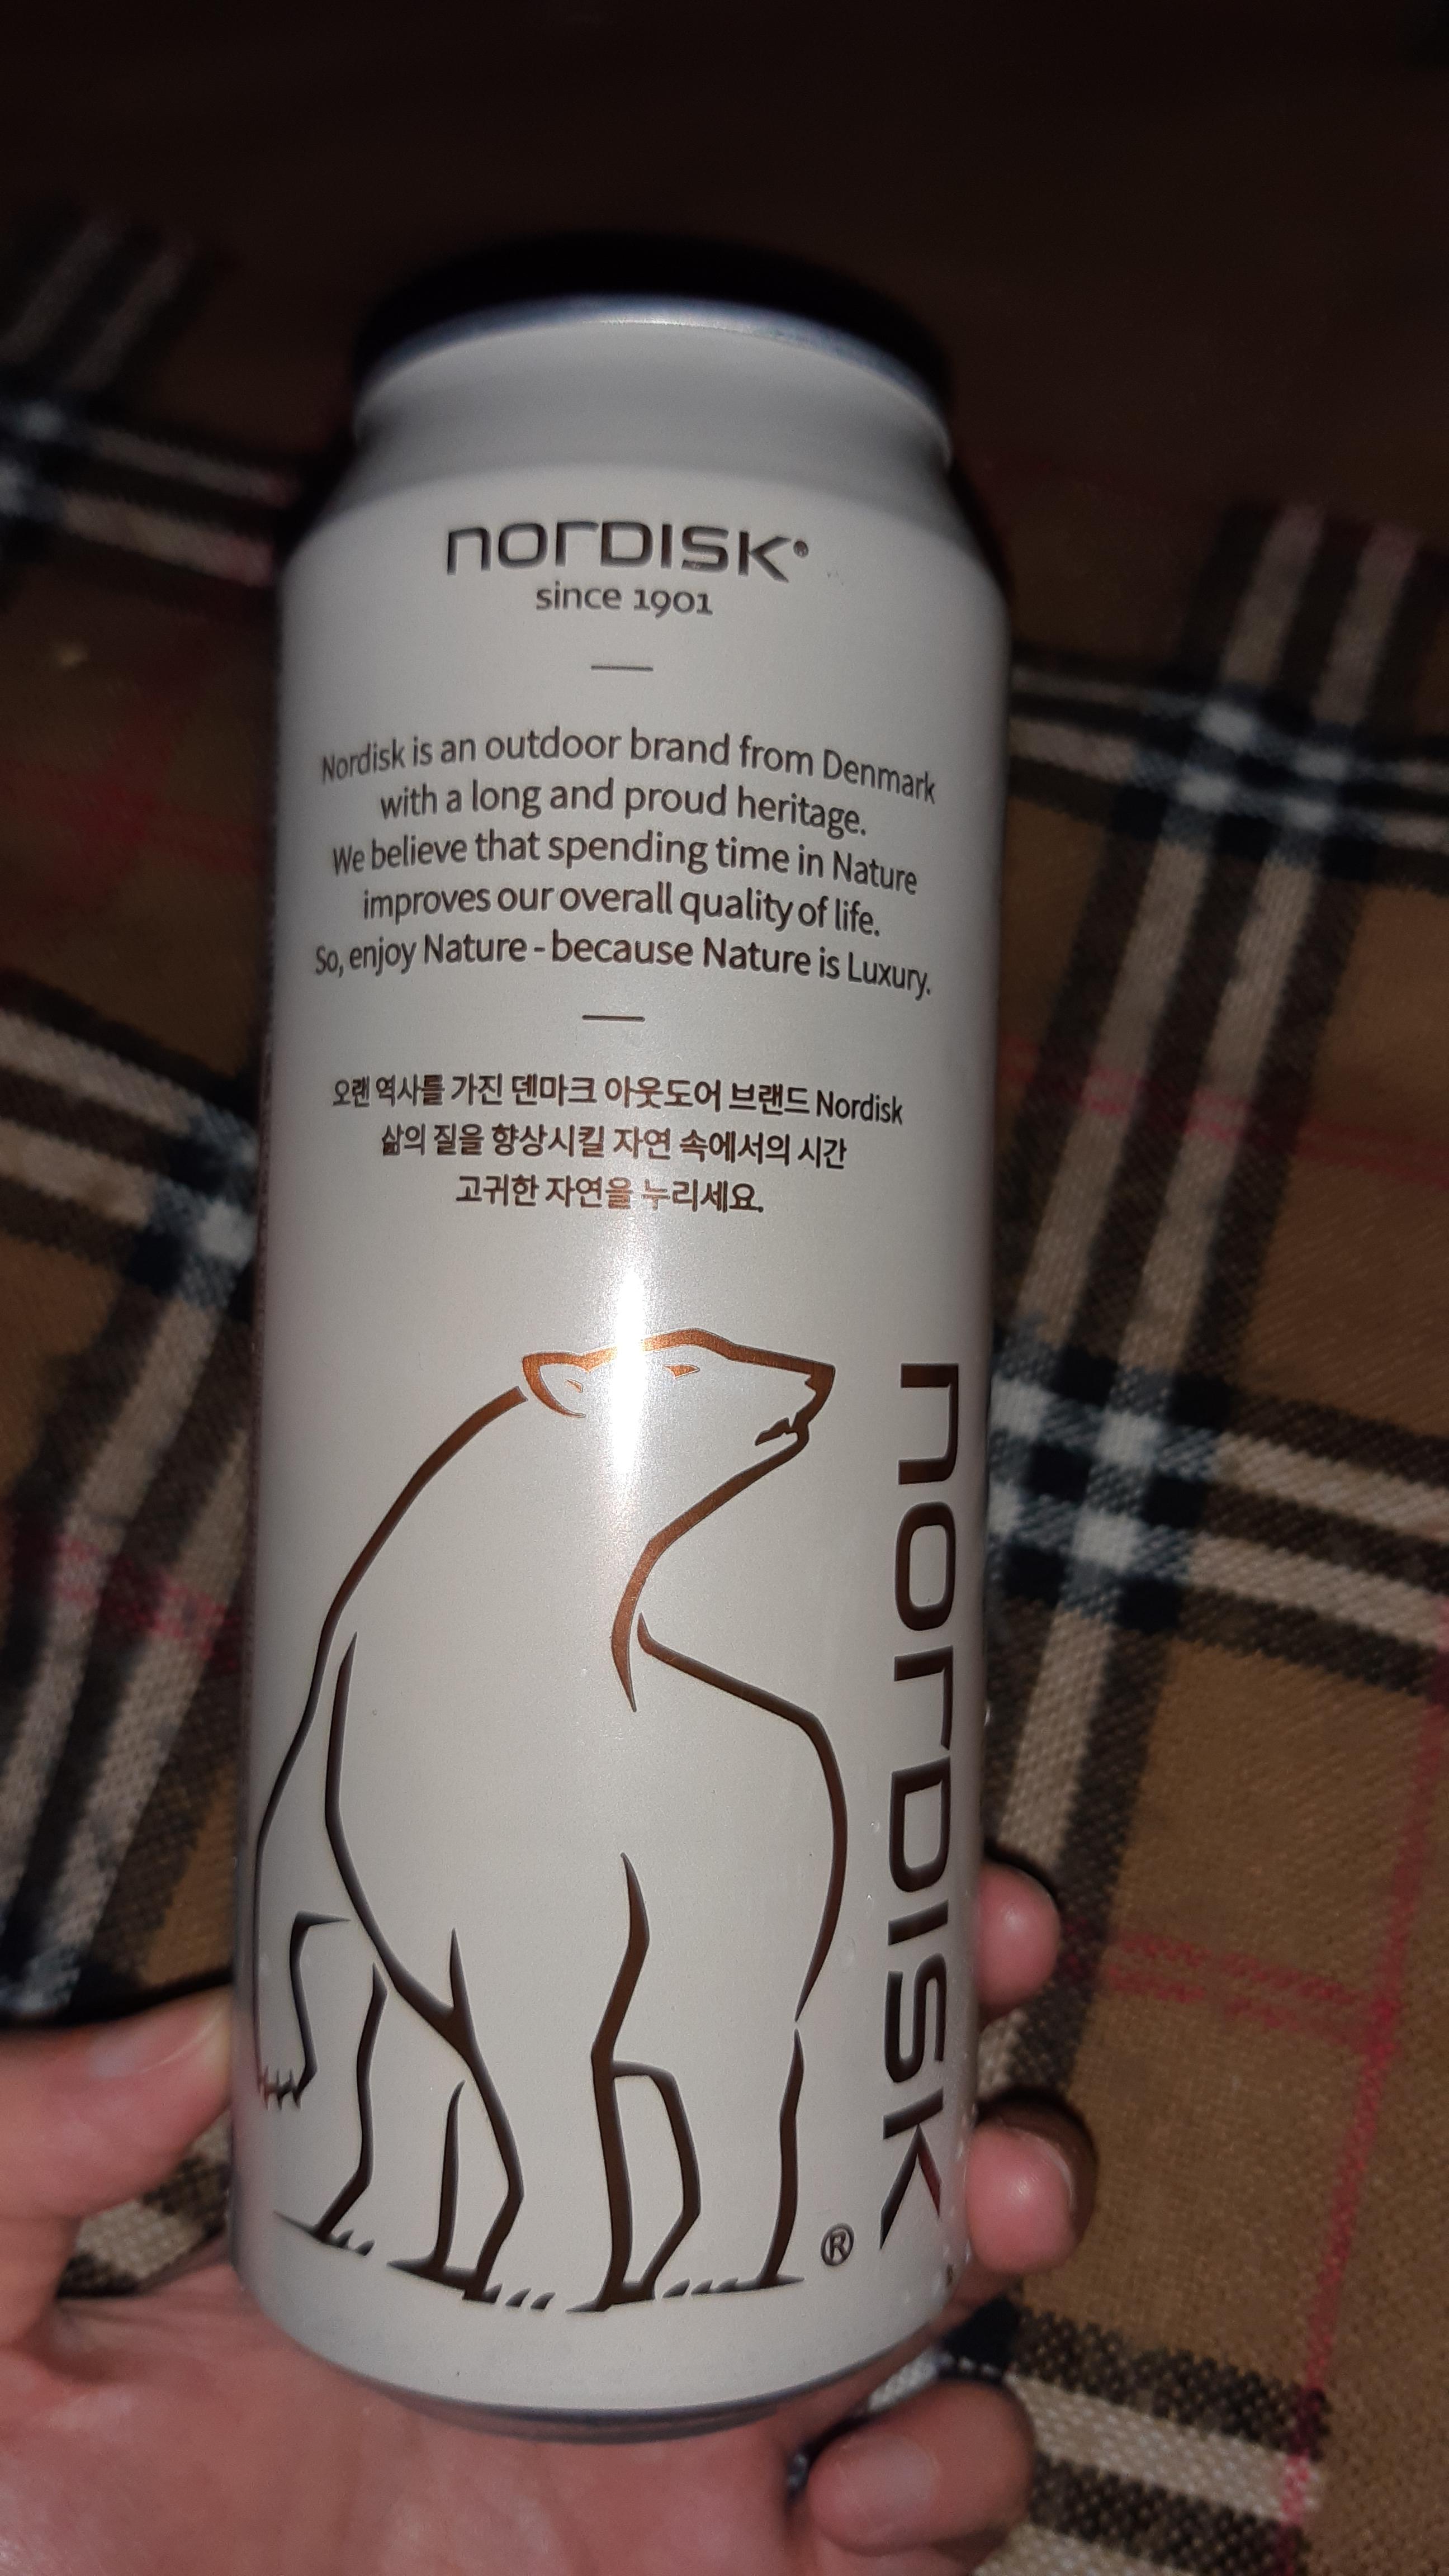 nORDISK®
since 1901
Nordisk is an outdoor brand from Denmark
with a long and proud heritage.
We believe that spending time in Nature
improves our overall quality of life.
So, enjoy Nature - because Nature is Luxury.
오랜 역사를 가진 덴마크 아웃도어 브랜드 Nordisk
삶의 질을 향상시킬 자연 속에서의 시간
고귀한 자연을 누리세요.
nORDISK
®